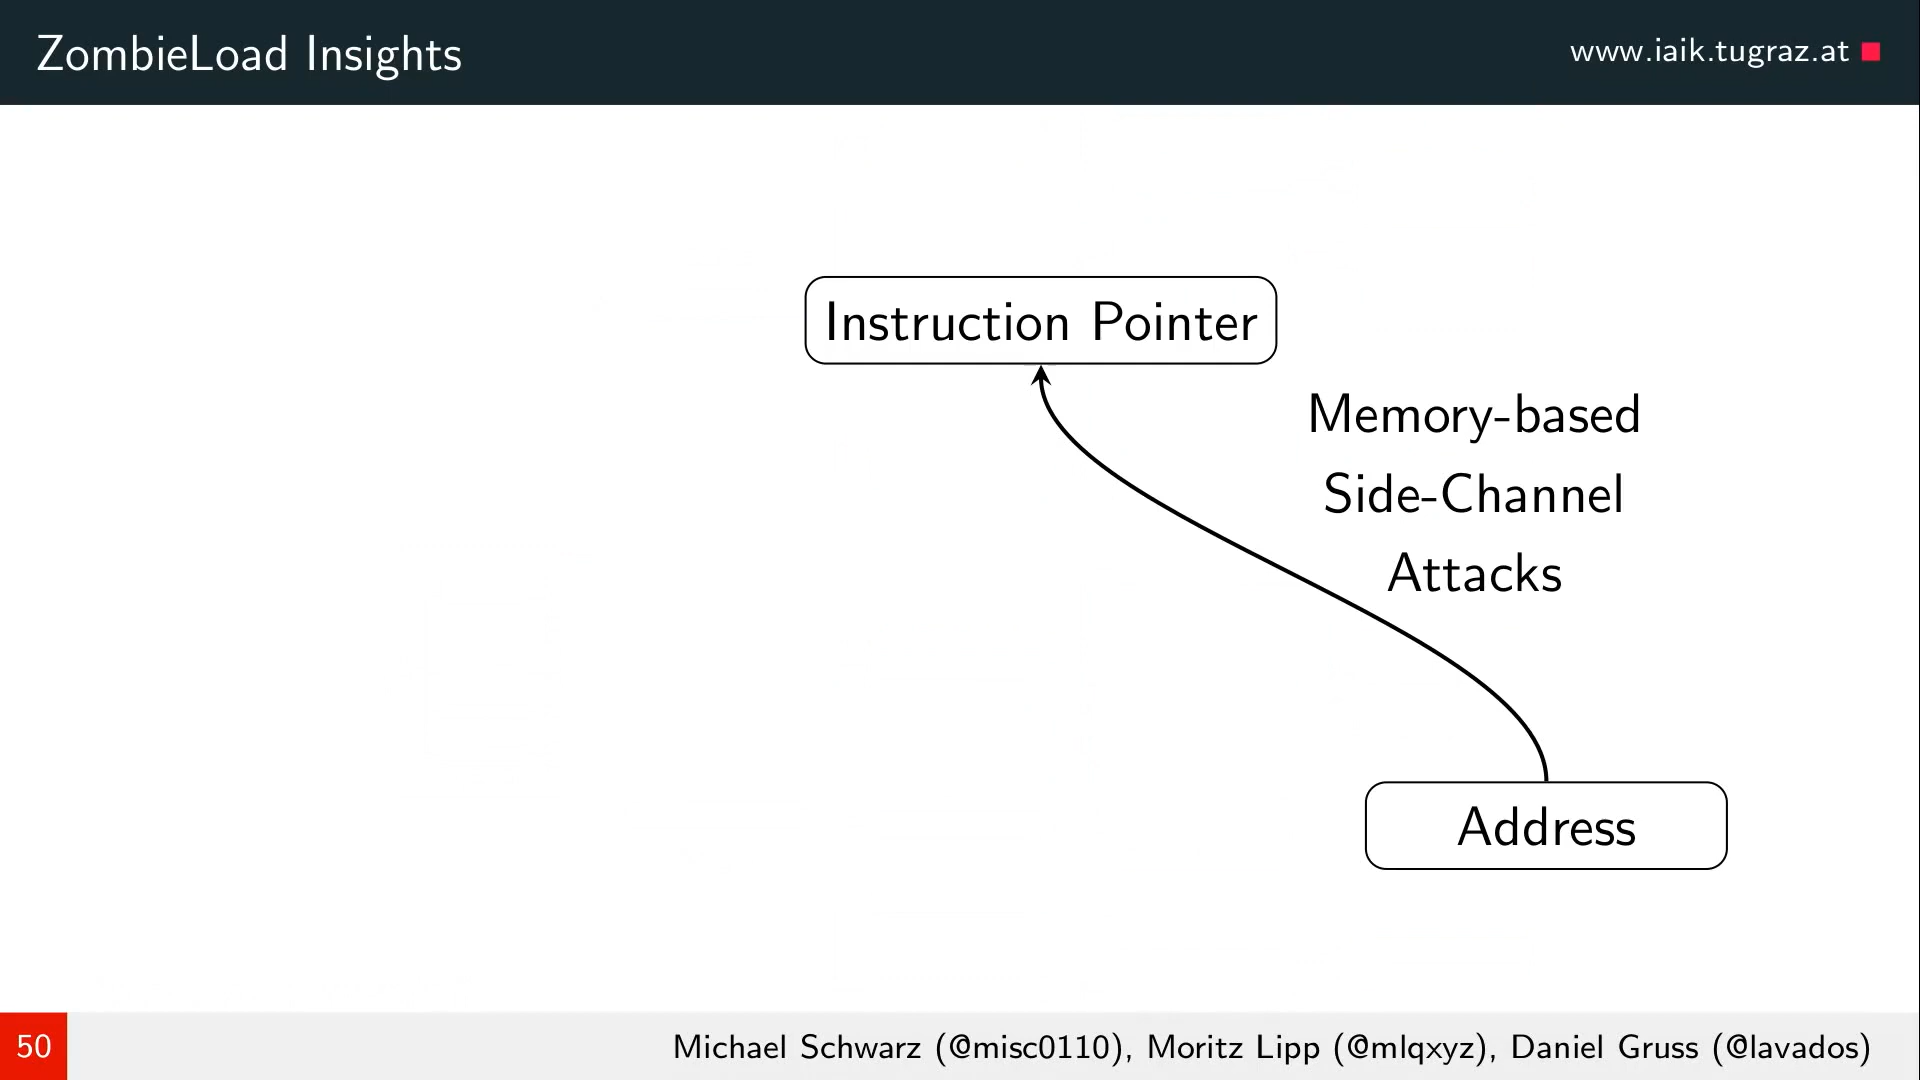 ZombieLoad Insights
www.iaik.tugraz.at
Instruction Pointer
Memory-based
Side-Channel
Attacks
Address
50
Michael Schwarz (@misc0110), Moritz Lipp (@mlqxyz), Daniel Gruss (@lavados)